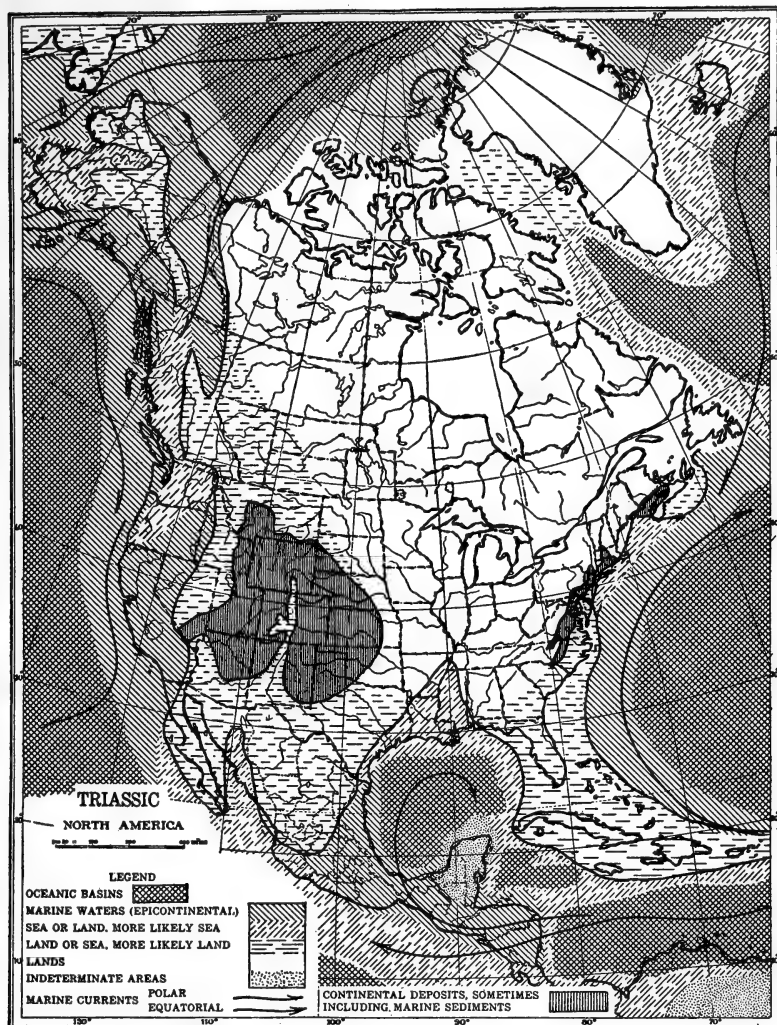 TRIASSIC
NORTH AMERICA
LEGEND
OCEANIC BASINS
MARINE WATERS (EPICONTINENTAL)
SEA OR LAND, MORE LIKELY SEA
LAND OR SEA, MORE LIKELY LAND
LANDS
INDETERMINATE AREAS
MARINE CURRENTS POLAR
EQUATORIAL
CONTINENTAL DEPOSITS, SOMETIMES
INCLUDING, MARINE SEDIMENTS
130° 110° 100° 90° 80° 70°